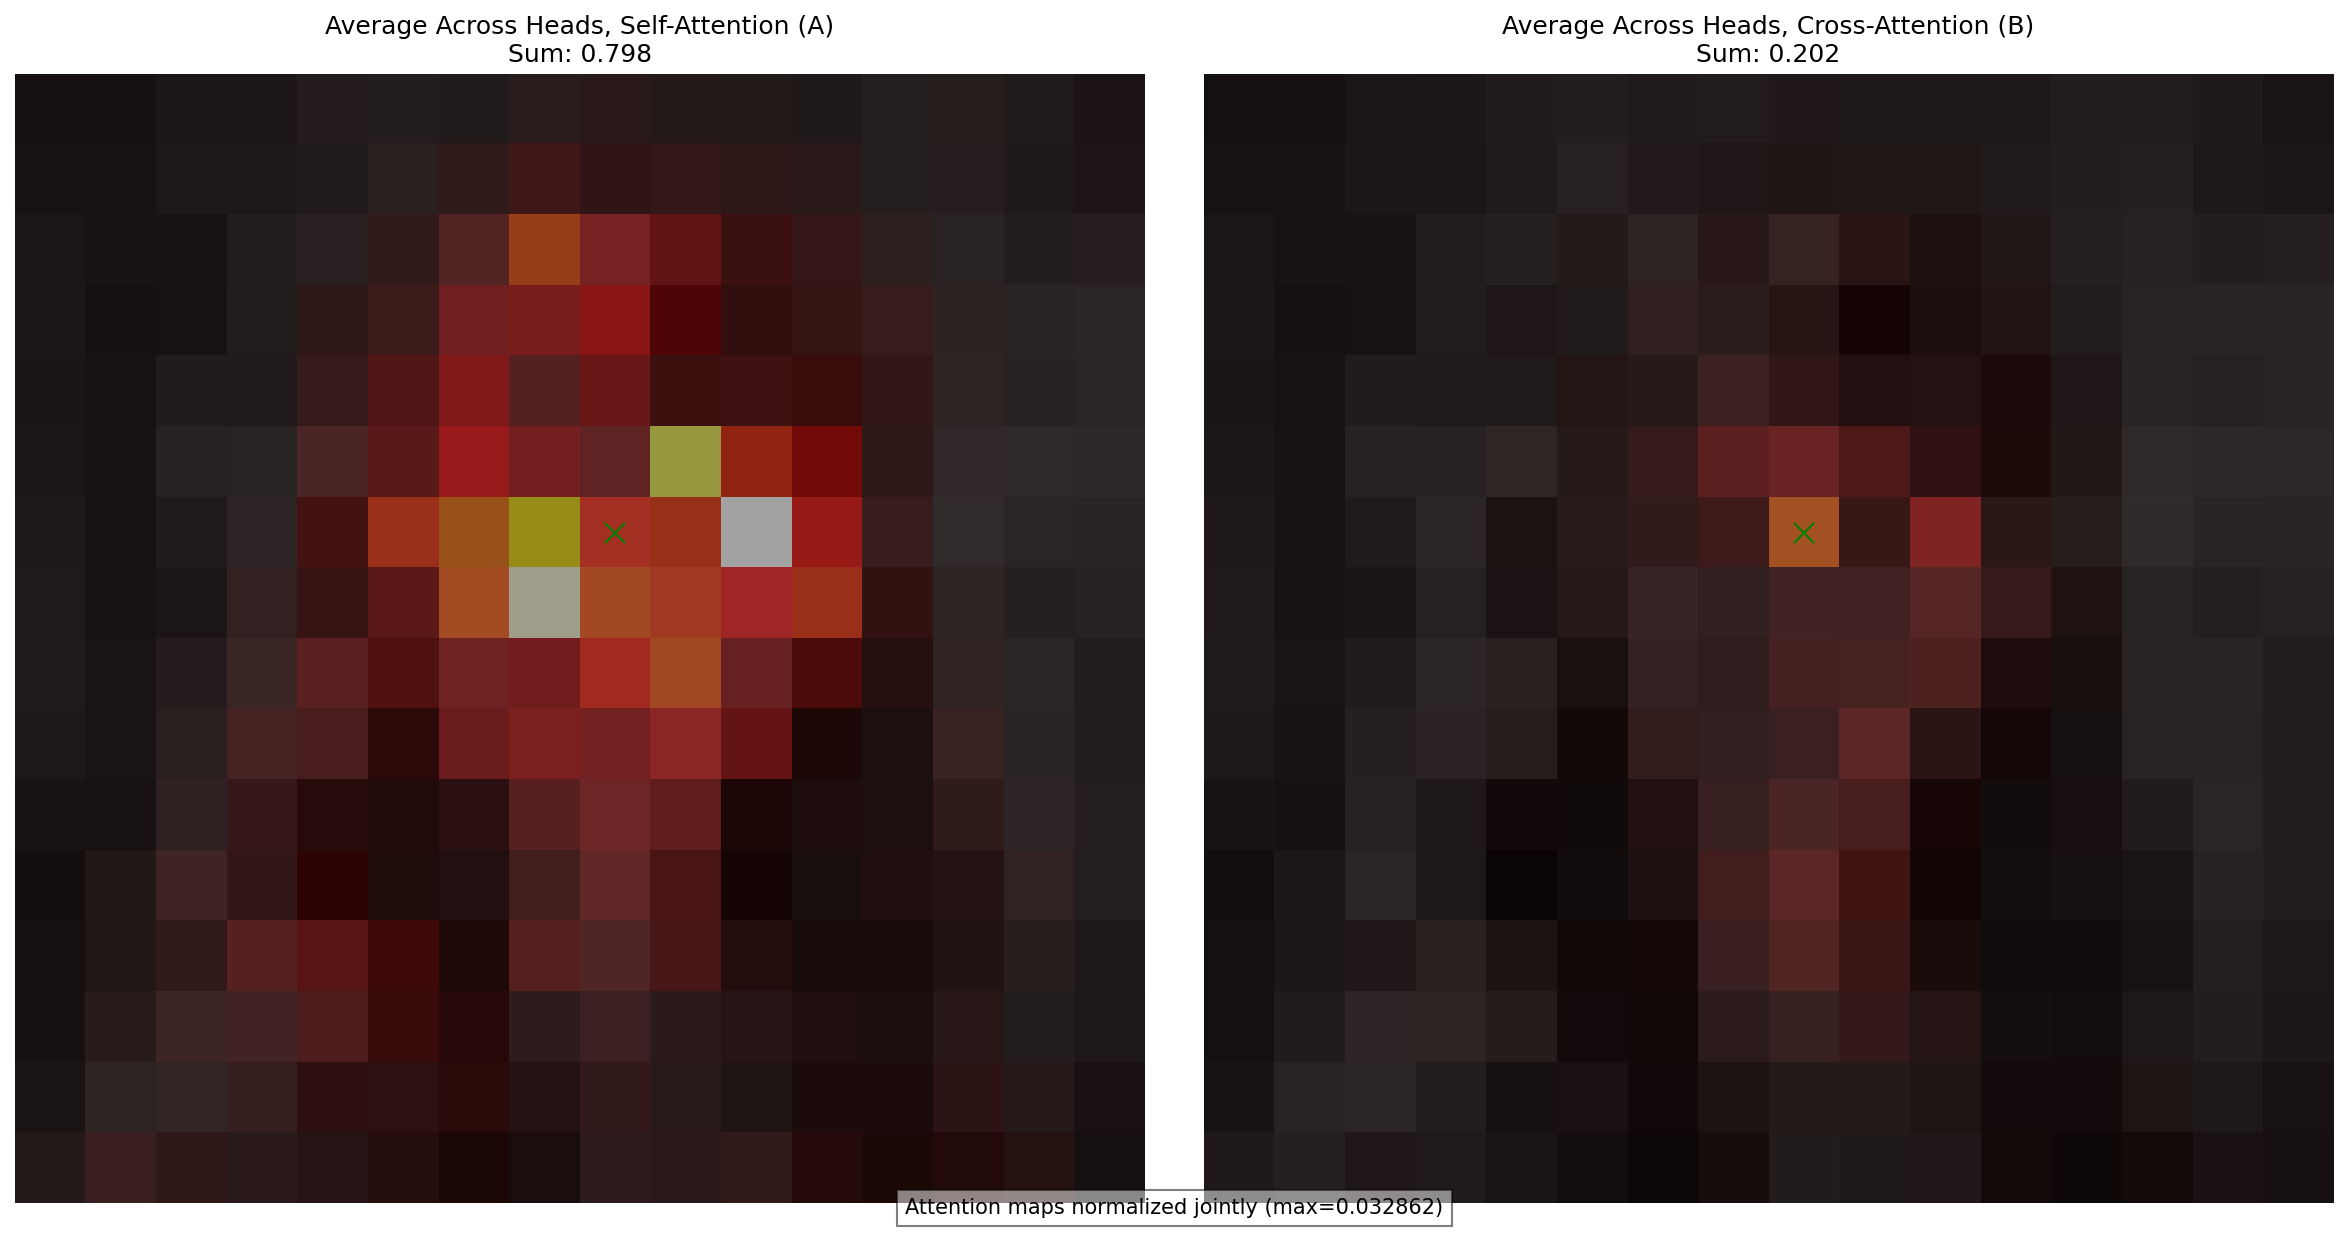 Average Across Heads, Self-Attention (A)
Sum: 0.798
Average Across Heads, Cross-Attention (B)
Sum: 0.202
Attention maps normalized jointly (max=0.032862)